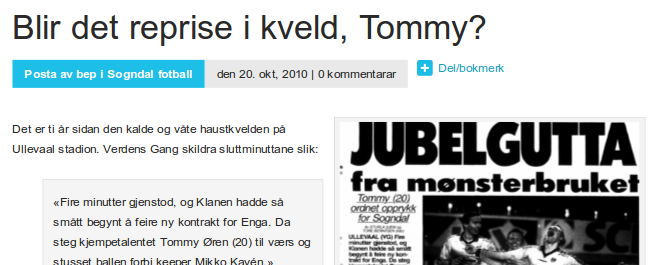 Blir det reprise i kveld, Tommy?
Posta av bep i Sogndal fotball
den 20. okt, 2010 | 0 kommentarar
Del/bokmerk
Det er ti år sidan den kalde og våte haustkvelden på
Ullevaal stadion. Verdens Gang skildra sluttminuttane slik:
«Fire minutter gjenstod, og Klanen hadde så
smått begynt å feire ny kontrakt for Enga. Da
steg kjempetalentet Tommy Øren (20) til værs og
stusset ballen forbi keeper Mikko Kavén.»
JUBELGUTTA
fra mønsterbruket
Tommy (20)
ordnet opprykk
for Sogndal
ULLEVAAL (VG) Fire
minutter gjenstod, og
Klanen hadde så smått
begynt å feire ny kon-
trakt for Enga. Da steg